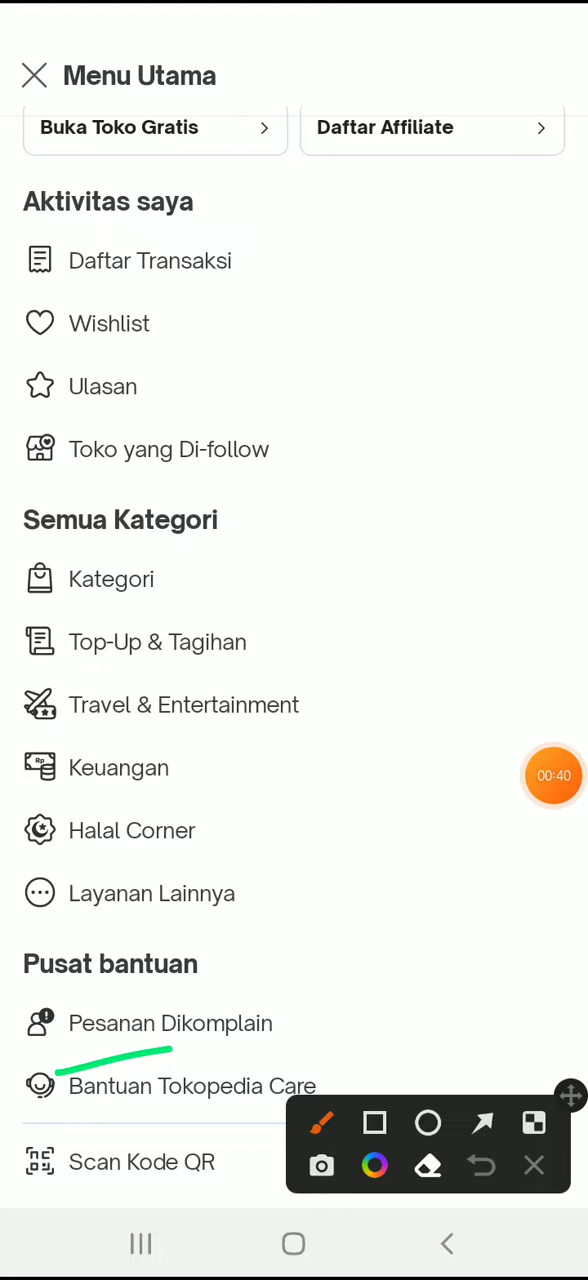 Menu Utama
Buka Toko Gratis
Daftar Affiliate
Aktivitas saya
Daftar Transaksi
Wishlist
Ulasan
Toko yang Di-follow
Semua Kategori
Kategori
Top-Up & Tagihan
Travel & Entertainment
Rp
Keuangan
00:40
Halal Corner
Layanan Lainnya
Pusat bantuan
Pesanan Dikomplain
Bantuan Tokopedia Care
Scan Kode QR